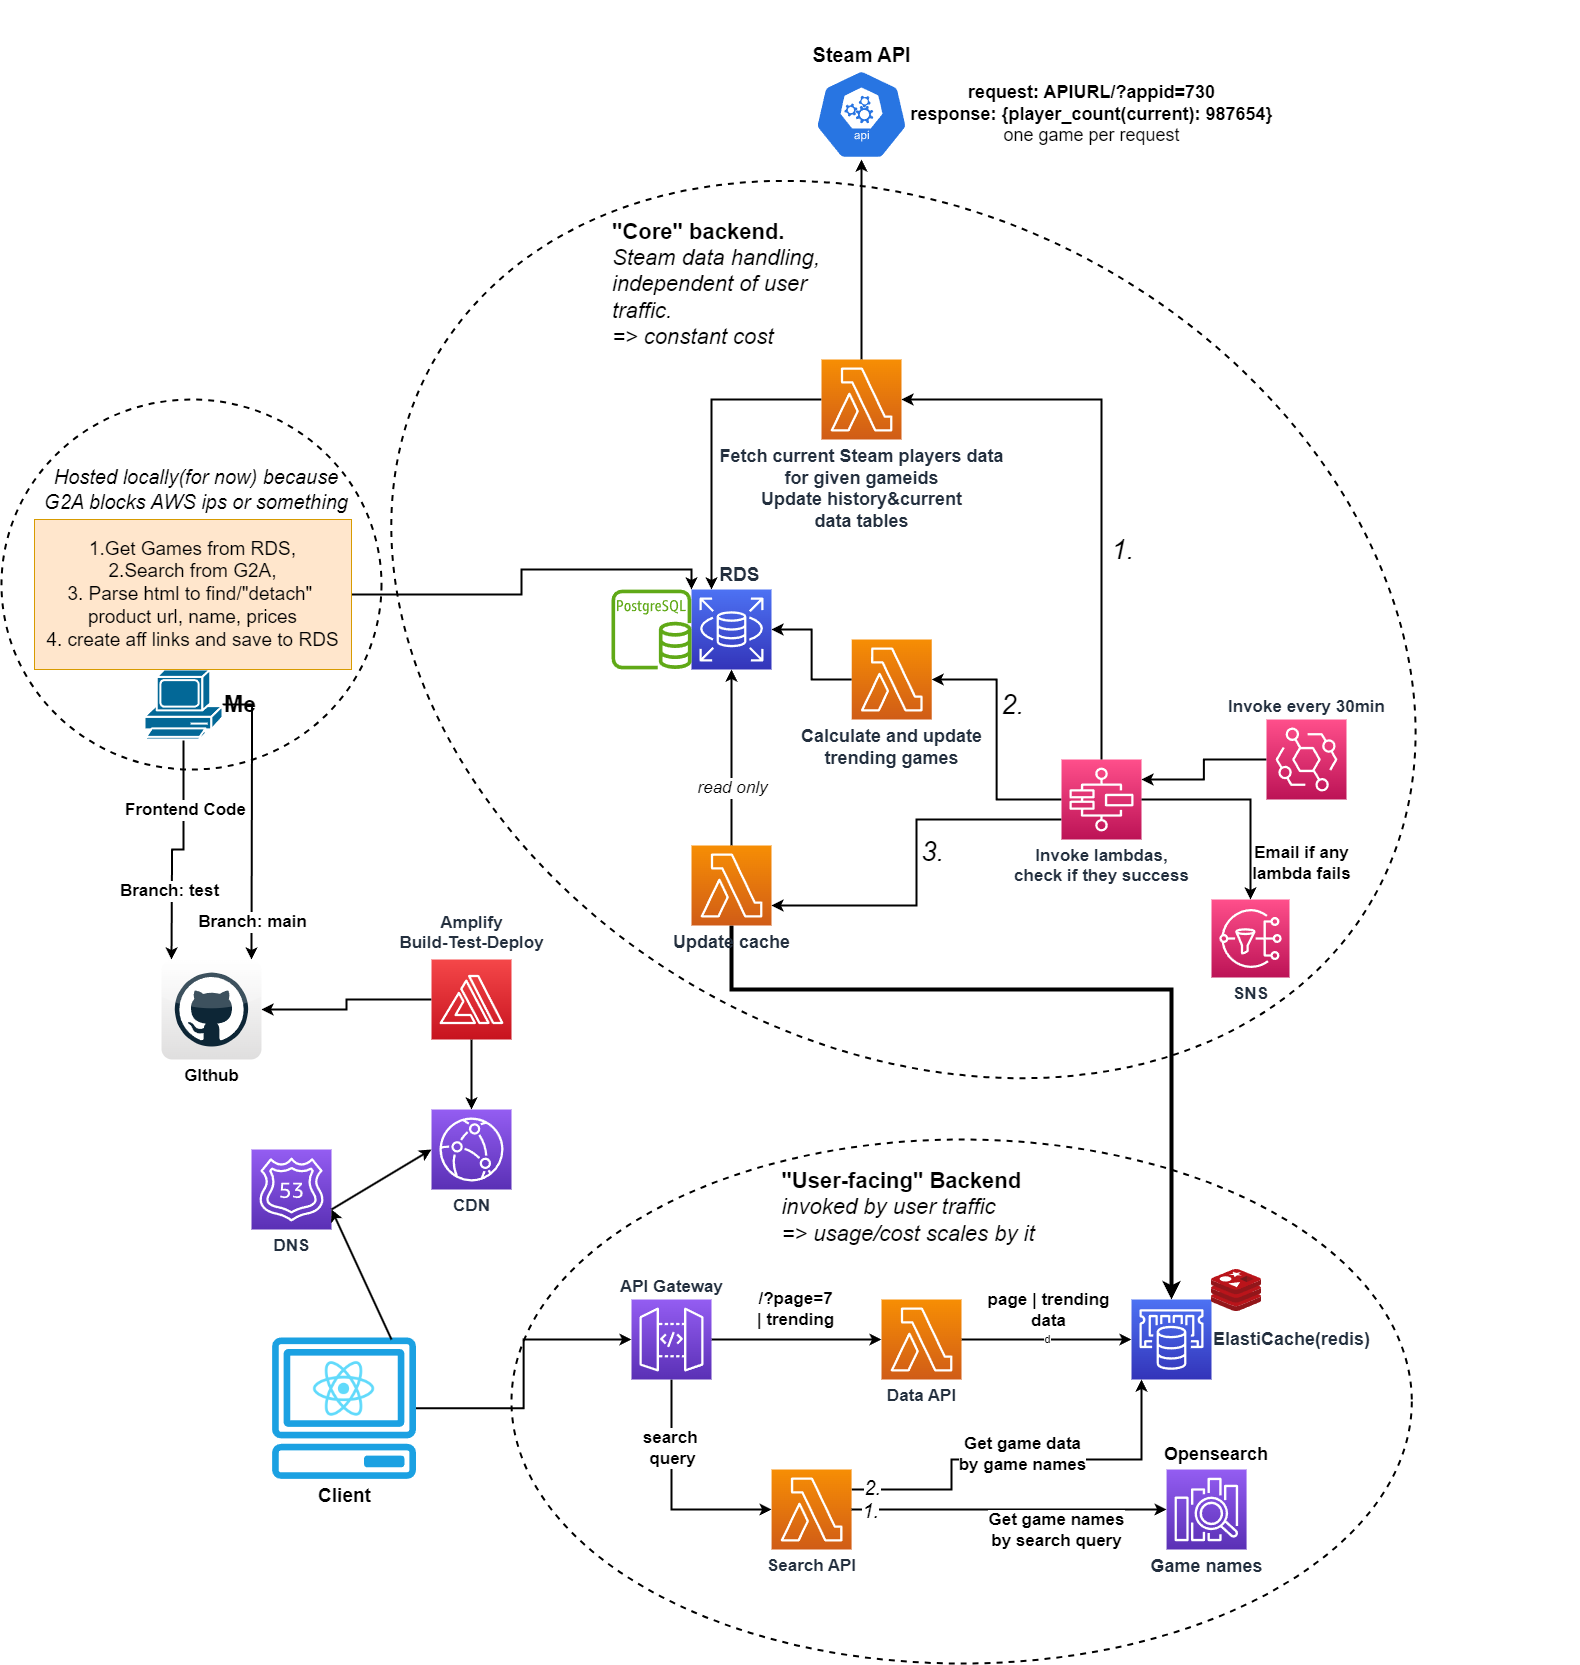 Steam API
request: APIURL/?appid=730
response: {player_count(current): 987654}
one game per request
api
"Core" backend.
Steam data handling,
independent of user
traffic.
=> constant cost
Fetch current Steam players data
for given gameids
Update history&current
data tables
1.
Hosted locally(for now) because
G2A blocks AWS ips or something
1.Get Games from RDS,
2.Search from G2A,
3. Parse html to find/"detach"
product url, name, prices
4. create aff links and save to RDS
Me
RDS
PostgreSQL
Calculate and update
trending games
2.
Invoke every 30min
read only
3.
Invoke lambdas,
check if they success
Email if any
lambda fails
SNS
Update cache
Frontend Code
Branch: test
Branch: main
GIthub
Amplify
Build-Test-Deploy
CDN
53
DNS
"User-facing" Backend
invoked by user traffic
=> usage/cost scales by it
API Gateway
</>
/?page=7
| trending
Data API
page | trending
data
d
ElastiCache(redis)
Client
search
query
Search API
2.
1.
Get game data
by game names
Get game names
by search query
Opensearch
Game names